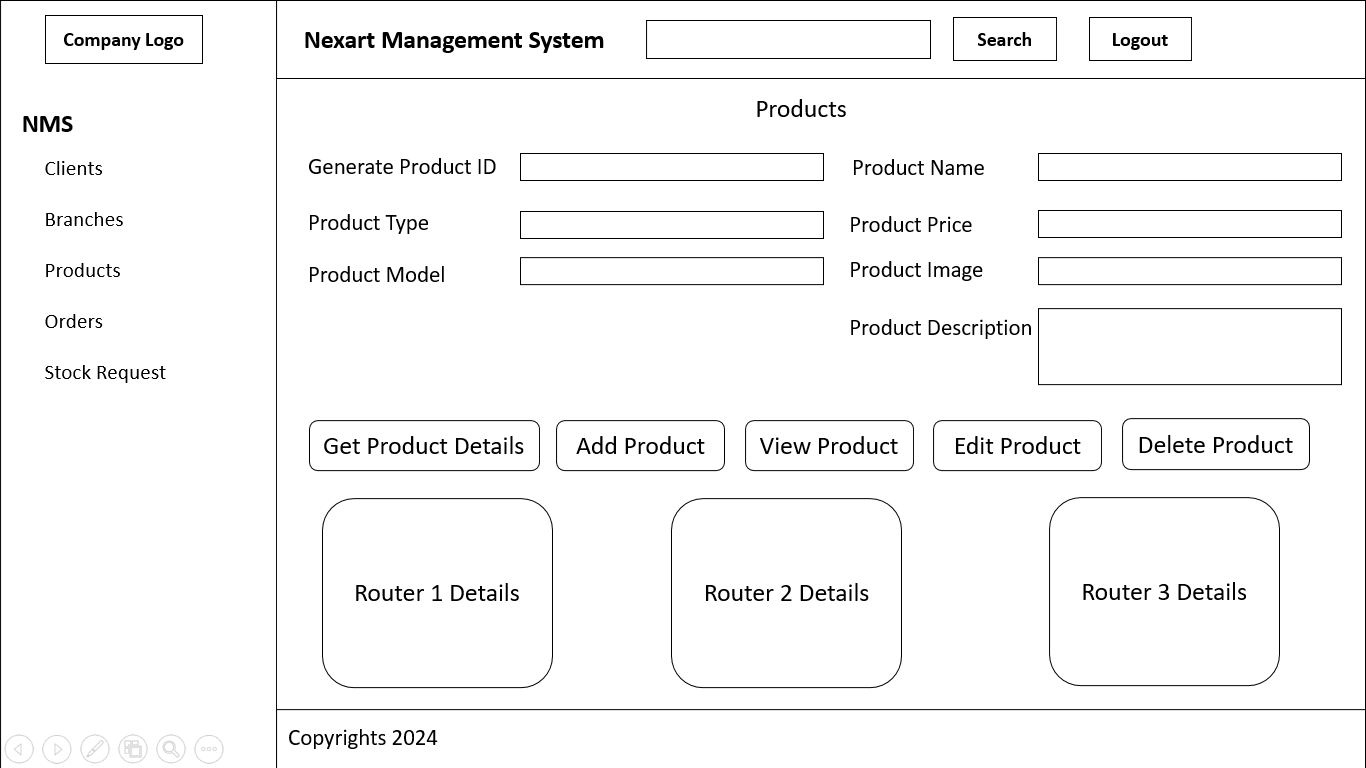 Company Logo
Nexart Management System
Search
Logout
NMS
Clients
Branches
Products
Orders
Stock Request
Products
Generate Product ID
Product Name
Product Type
Product Price
Product Model
Product Image
Product Description
Get Product Details
Add Product
View Product
Edit Product
Delete Product
Router 1 Details
Router 2 Details
Router 3 Details
Copyrights 2024